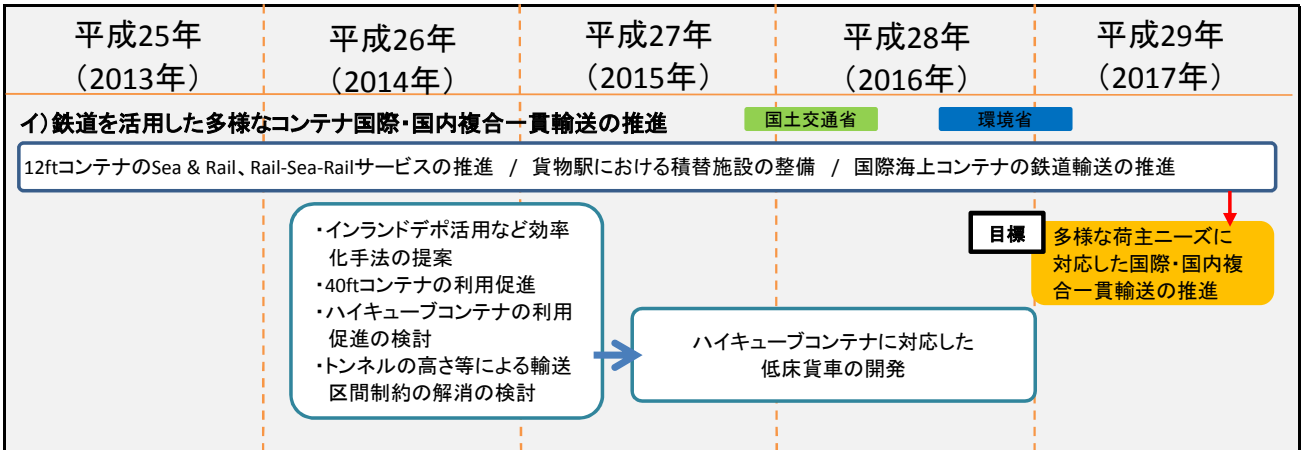 平成25年
（2013年）
平成26年
（2014年）
平成27年
（2015年）
平成28年
（2016年）
平成29年
（2017年）
イ）鉄道を活用した多様なコンテナ国際・国内複合一貫輸送の推進
国土交通省
環境省
12ftコンテナのSea & Rail、Rail-Sea-Railサービスの推進 / 貨物駅における積替施設の整備 / 国際海上コンテナの鉄道輸送の推進
・インランドデポ活用など効率
化手法の提案
・40ftコンテナの利用促進
・ハイキューブコンテナの利用
促進の検討
・トンネルの高さ等による輸送
区間制約の解消の検討
ハイキューブコンテナに対応した
低床貨車の開発
目標
多様な荷主ニーズに
対応した国際・国内複
合一貫輸送の推進